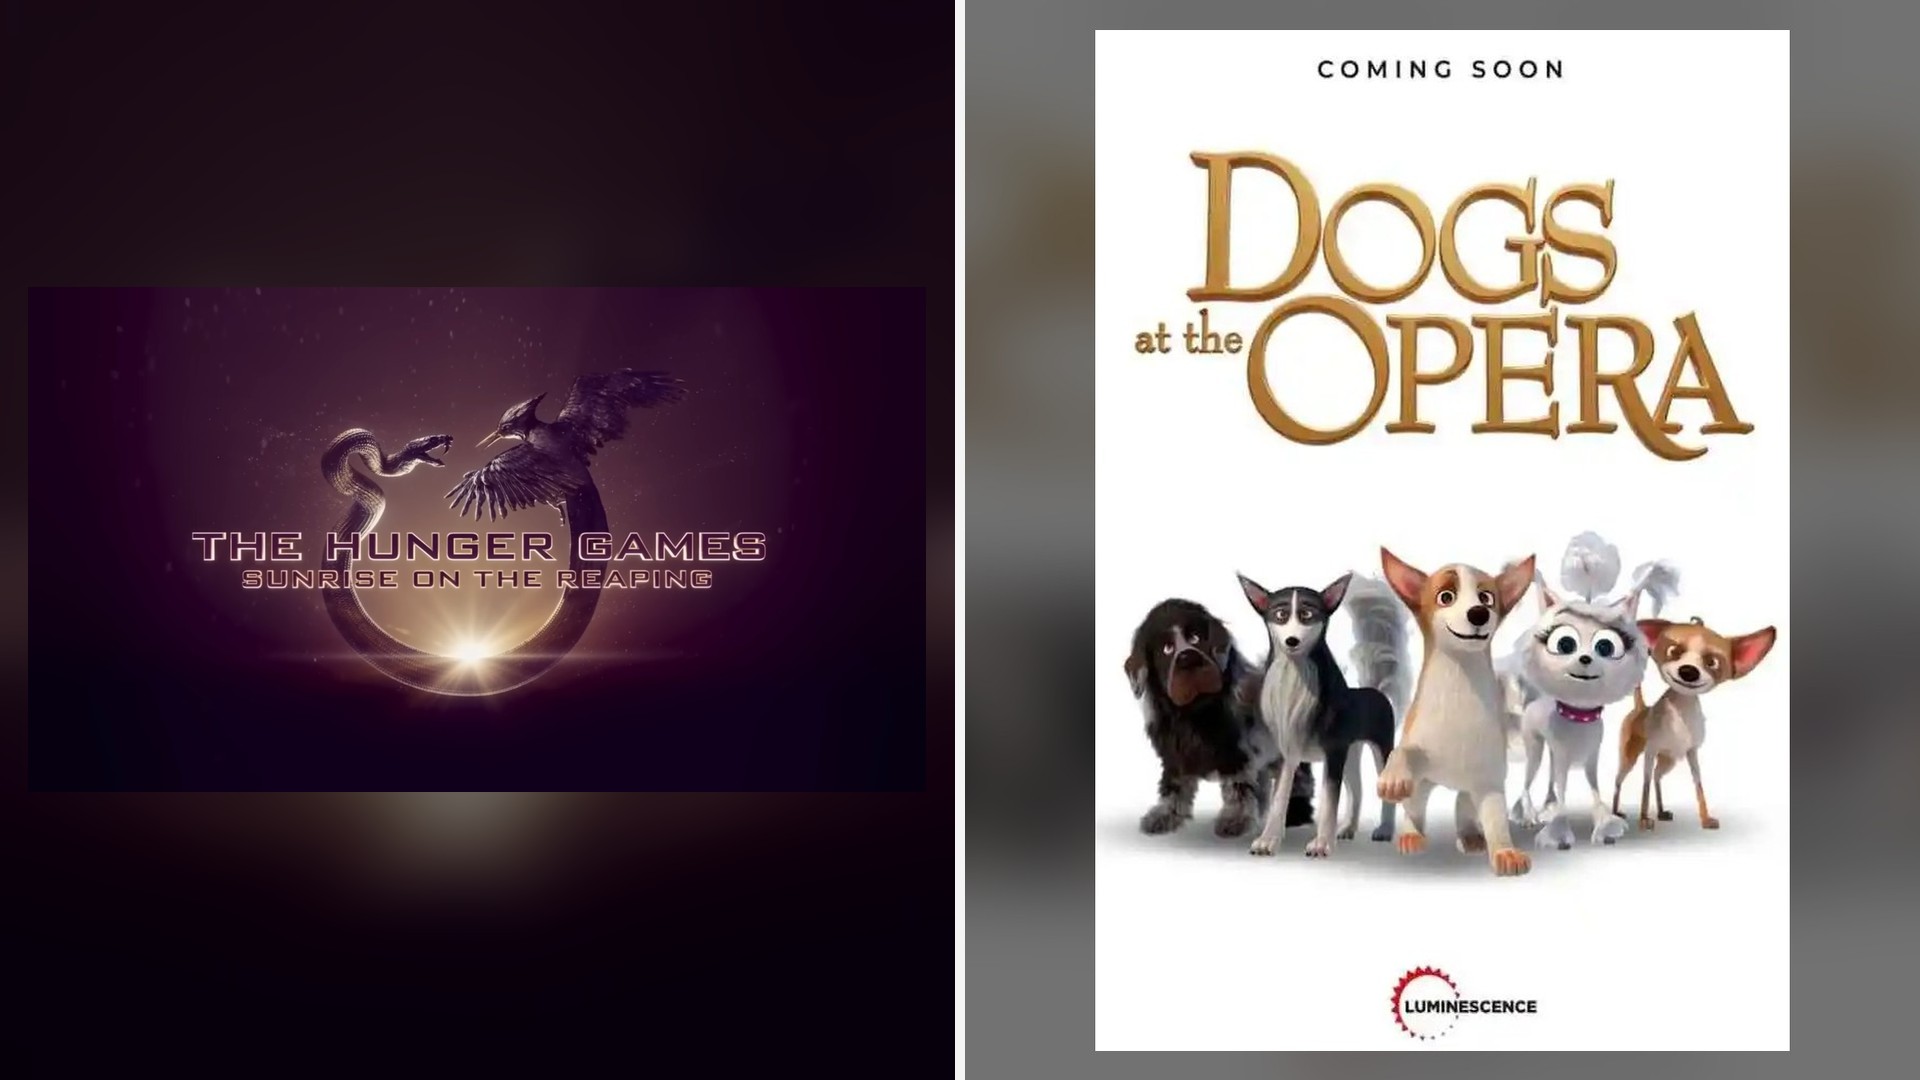 THE HUNGER GAMES
SUNRISE ON THE REAPING
COMING SOON
DOGS
at the OPERA
LUMINESCENCE